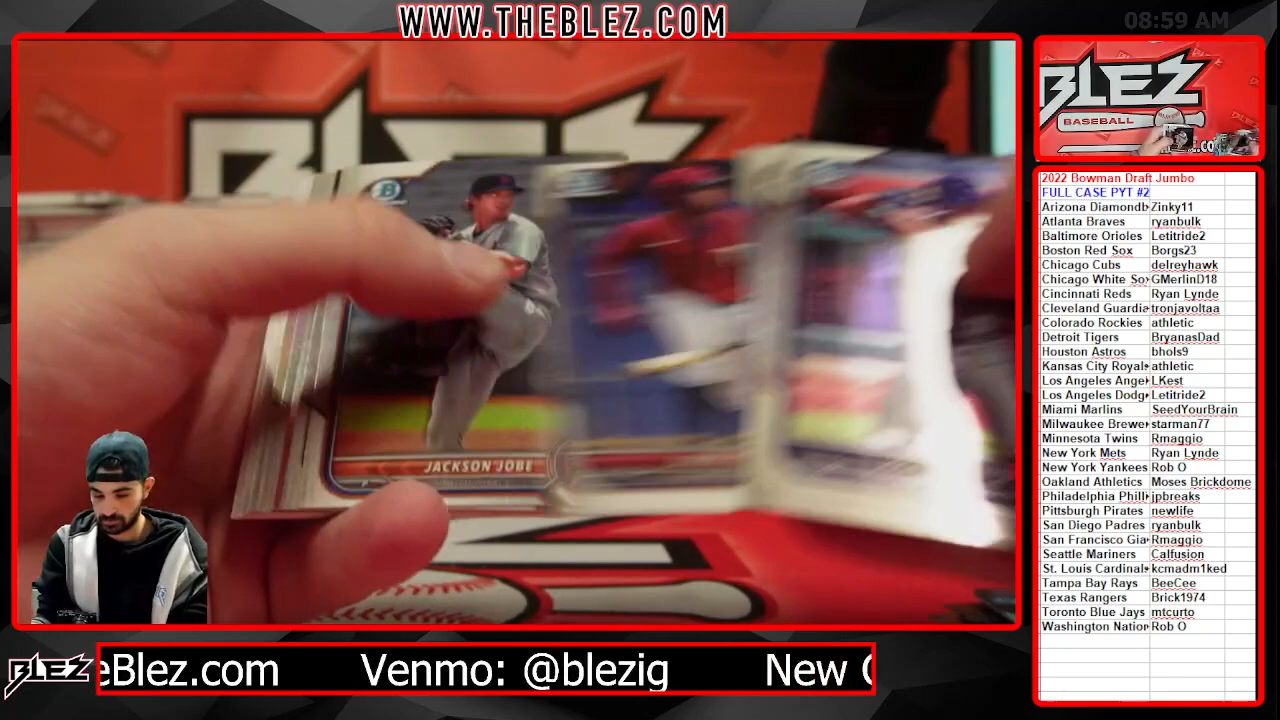 WWW.THEBLEZ.COM
08:59 AM
BLEZ
BASEBALL
JACKSON JOBE
2022 Bowman Draft Jumbo
FULL CASE PYT #2
Arizona Diamondb Zinky11
Atlanta Braves ryanbulk
Baltimore Orioles Letitride2
Boston Red Sox Borgs23
Chicago Cubs delreyhawk
Chicago White So GMerlinD18
Cincinnati Reds Ryan Lynde
Cleveland Guardia tronjavoltaa
Colorado Rockies athletic
Detroit Tigers BryanasDad
Houston Astros bhols9
Kansas City Royals athletic
Los Angeles Ange LKest
Los Angeles Dodg Letitride2
Miami Marlins SeedYourBrain
Milwaukee Brewe starman77
Minnesota Twins Rmaggio
New York Mets Ryan Lynde
New York Yankees Rob O
Oakland Athletics Moses Brickdome
Philadelphia Philli jpbreaks
Pittsburgh Pirates newlife
San Diego Padres ryanbulk
San Francisco Gia Rmaggio
Seattle Mariners Calfusion
St. Louis Cardinals kcmadm1ked
Tampa Bay Rays BeeCee
Texas Rangers Brick1974
Toronto Blue Jays mtcurto
Washington Nation Rob O
BLEZ
eBlez.com Venmo: @blezig New